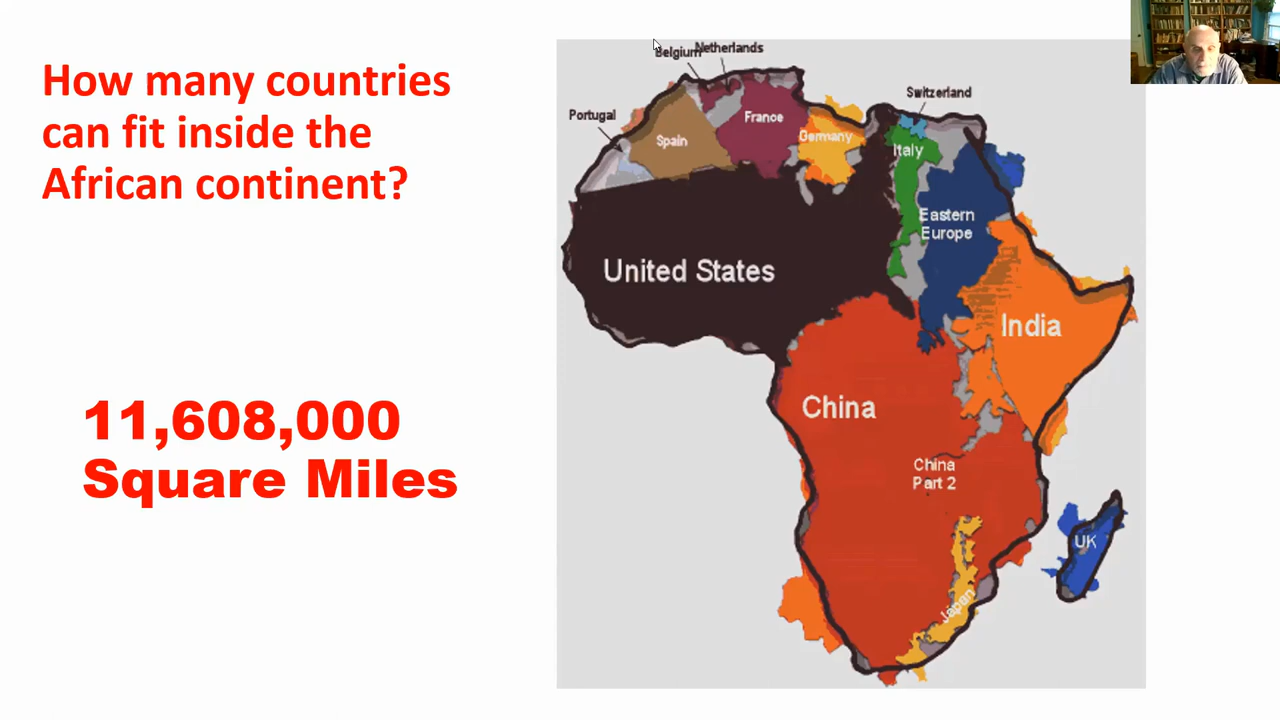 How many countries
can fit inside the
African continent?
11,608,000
Square Miles
Belgium
Netherlands
Portugal
Spain
France
Germany
Switzerland
Italy
Eastern
Europe
United States
India
China
China
Part 2
Japan
UK